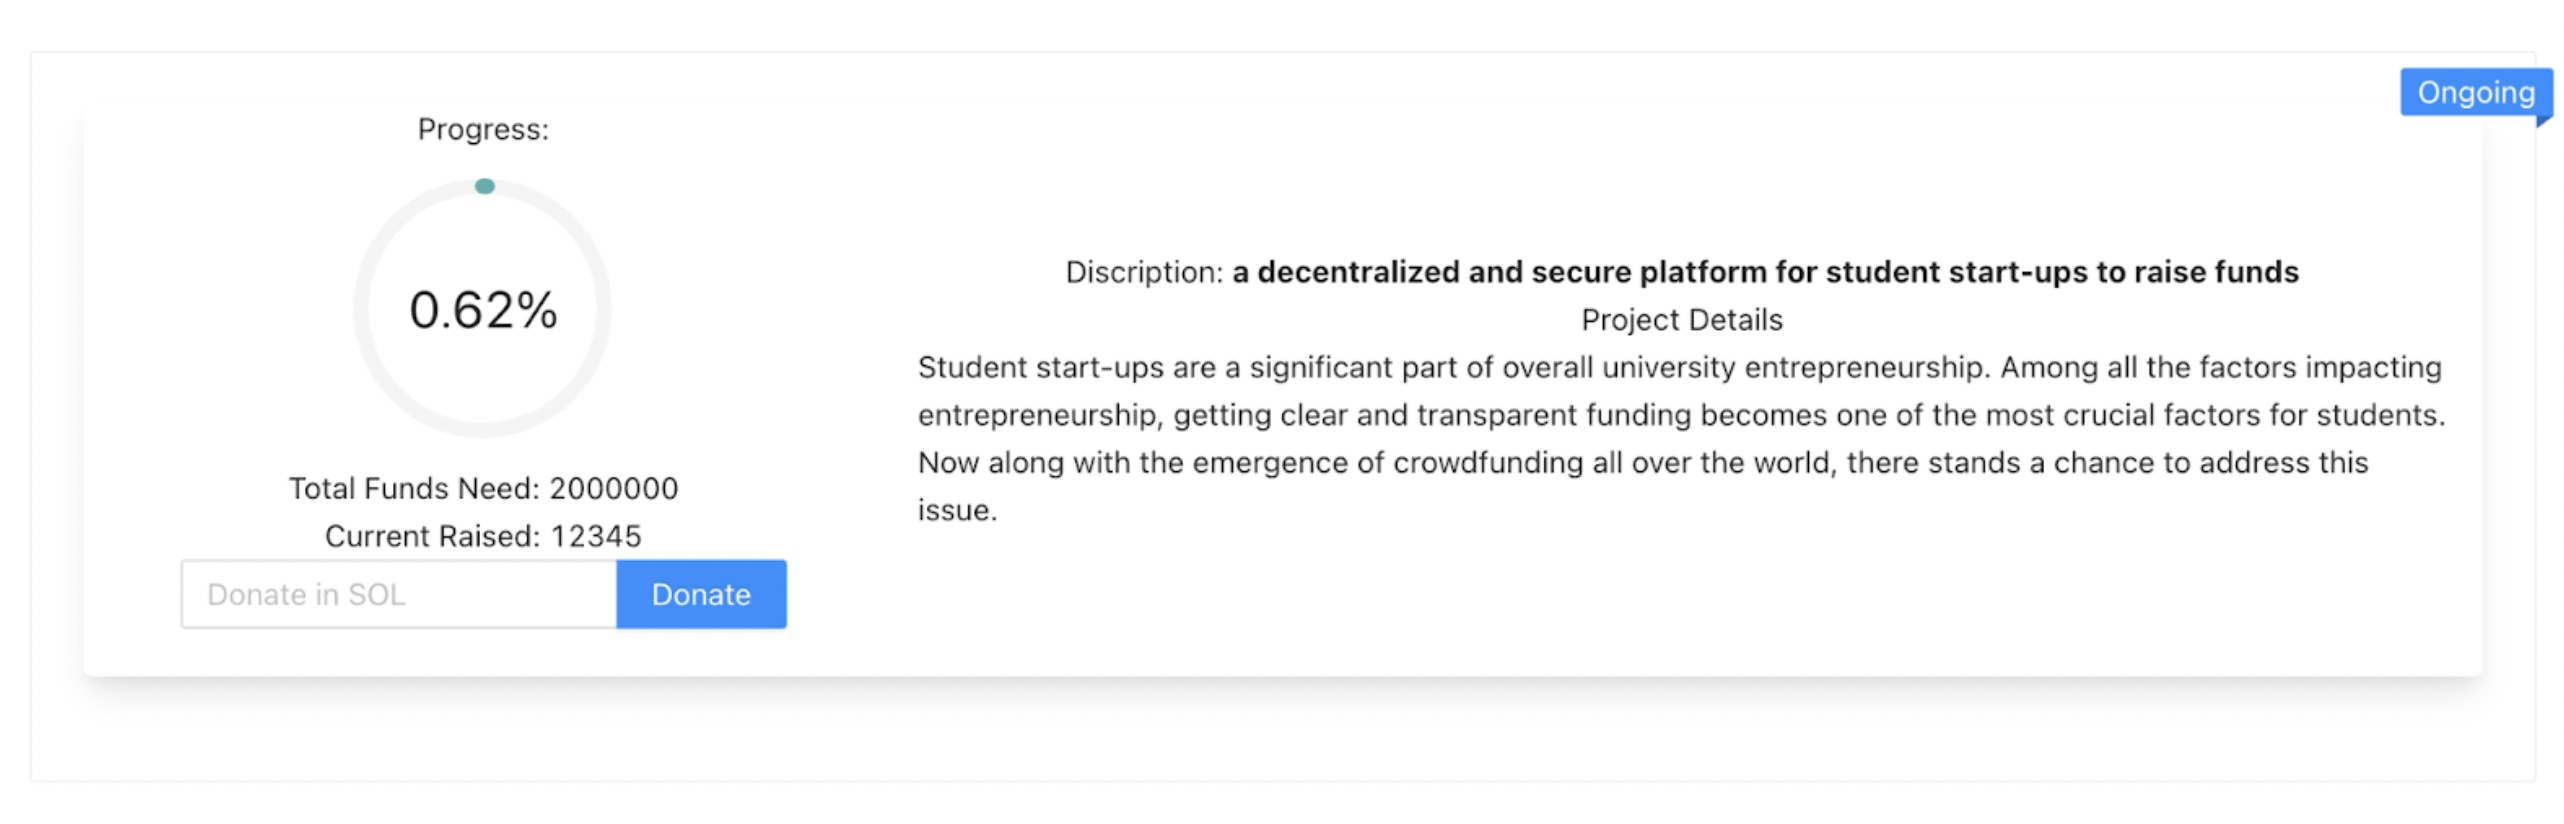 Ongoing
Progress:
0.62%
Total Funds Need: 2000000
Current Raised: 12345
Donate in SOL
Donate
Discription: a decentralized and secure platform for student start-ups to raise funds
Project Details
Student start-ups are a significant part of overall university entrepreneurship. Among all the factors impacting
entrepreneurship, getting clear and transparent funding becomes one of the most crucial factors for students.
Now along with the emergence of crowdfunding all over the world, there stands a chance to address this
issue.